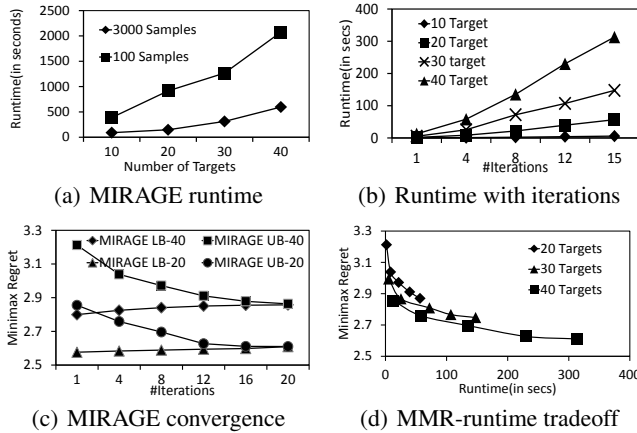 2500
2000
1500
1000
500
0
Runtime(in seconds)
3000 Samples
100 Samples
10 20 30 40
Number of Targets
(a) MIRAGE runtime
400
300
200
100
0
Runtime(in secs)
10 Target
20 Target
30 target
40 Target
1 4 8 12 15
#Iterations
(b) Runtime with iterations
3.3
3.1
2.9
2.7
2.5
Minimax Regret
MIRAGE LB-40 MIRAGE UB-40
MIRAGE LB-20 MIRAGE UB-20
1 4 8 12 16 20
#Iterations
(c) MIRAGE convergence
3.3
3.1
2.9
2.7
2.5
Minimax Regret
20 Targets
30 Targets
40 Targets
0 100 200 300 400
Runtime(in secs)
(d) MMR-runtime tradeoff